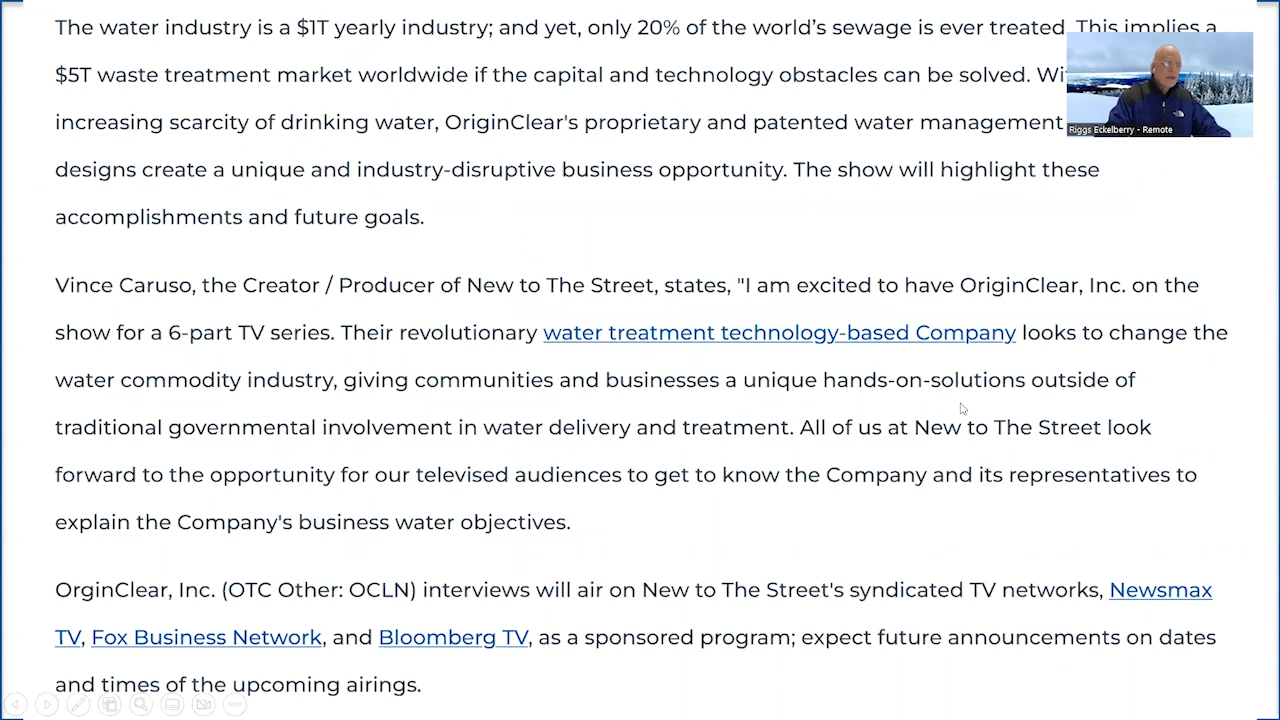 The water industry is a $1T yearly industry; and yet, only 20% of the world's sewage is ever treated. This implies a
$5T waste treatment market worldwide if the capital and technology obstacles can be solved.
increasing scarcity of drinking water, OriginClear's proprietary and patented water management
designs create a unique and industry-disruptive business opportunity. The show will highlight these
accomplishments and future goals.
Riggs Eckelberry - Remote
Vince Caruso, the Creator / Producer of New to The Street, states, "I am excited to have OriginClear, Inc. on the
show for a 6-part TV series. Their revolutionary water treatment technology-based Company looks to change the
water commodity industry, giving communities and businesses a unique hands-on-solutions outside of
traditional governmental involvement in water delivery and treatment. All of us at New to The Street look
forward to the opportunity for our televised audiences to get to know the Company and its representatives to
explain the Company's business water objectives.
OrginClear, Inc. (OTC Other: OCLN) interviews will air on New to The Street's syndicated TV networks, Newsmax
TV, Fox Business Network, and Bloomberg TV, as a sponsored program; expect future announcements on dates
and times of the upcoming airings.